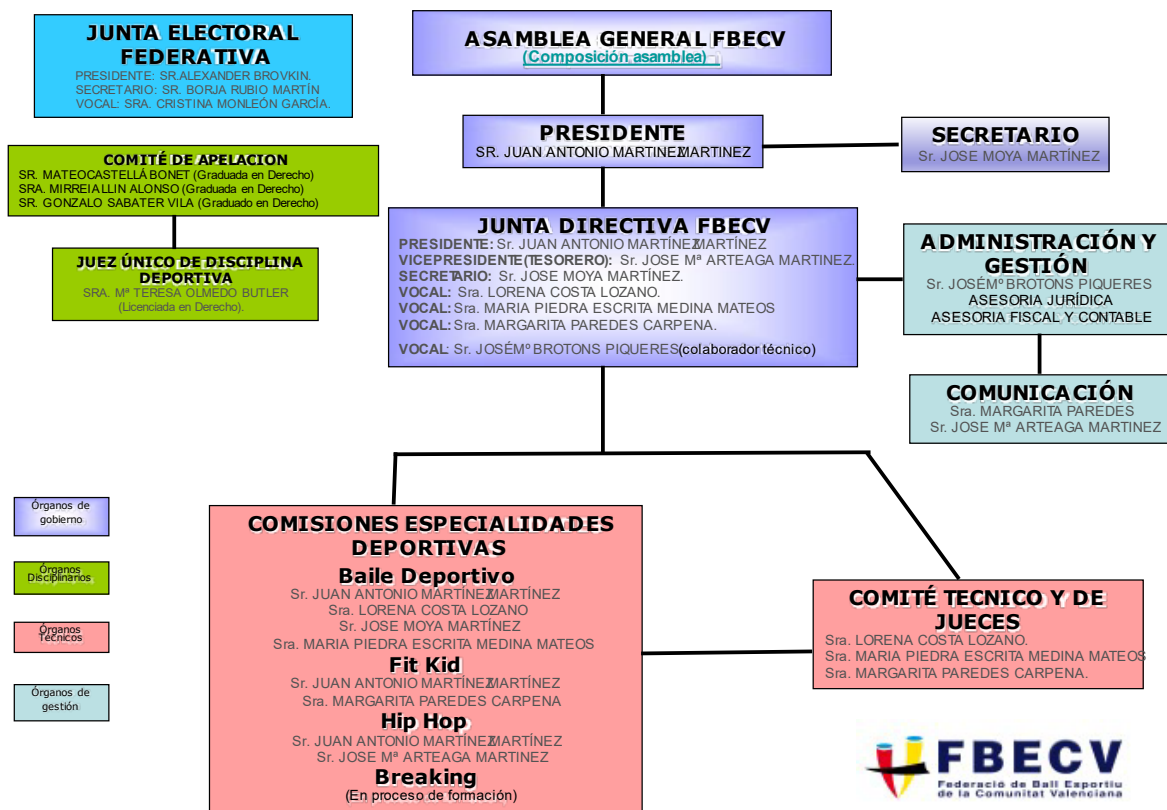 JUNTA ELECTORAL
FEDERATIVA
PRESIDENTE: SR.ALEXANDER BROVKIN.
SECRETARIO: SR. BORJA RUBIO MARTÍN
VOCAL: SRA. CRISTINA MONLEÓN GARCÍA.
ASAMBLEA GENERAL FBECV
(Composición asamblea)
PRESIDENTE
SR. JUAN ANTONIO MARTINEZ MARTINEZ
SECRETARIO
Sr. JOSE MOYA MARTÍNEZ
COMITÉ DE APELACION
SR. MATEOCASTELLÁ BONET (Graduada en Derecho)
SRA. MIRREIALLIN ALONSO (Graduada en Derecho)
SR. GONZALO SABATER VILA (Graduado en Derecho)
JUEZ ÚNICO DE DISCIPLINA
DEPORTIVA
SRA. Mª TERESA OLMEDO BUTLER
(Licenciada en Derecho).
JUNTA DIRECTIVA FBECV
PRESIDENTE: Sr. JUAN ANTONIO MARTÍNEZ MARTÍNEZ
VICEPRESIDENTE(TESORERO): Sr. JOSE Mª ARTEAGA MARTINEZ.
SECRETARIO: Sr. JOSE MOYA MARTÍNEZ.
VOCAL: Sra. LORENA COSTA LOZANO.
VOCAL: Sra. MARIA PIEDRA ESCRITA MEDINA MATEOS
VOCAL: Sra. MARGARITA PAREDES CARPENA.
VOCAL: Sr. JOSÉMº BROTONS PIQUERES(colaborador técnico)
ADMINISTRACIÓN Y
GESTIÓN
Sr. JOSÉMº BROTONS PIQUERES
ASESORIA JURÍDICA
ASESORIA FISCAL Y CONTABLE
COMUNICACIÓN
Sra. MARGARITA PAREDES
Sr. JOSE Mª ARTEAGA MARTINEZ
Órganos de
gobierno
Órganos
Disciplinarios
Órganos
Técnicos
Órganos de
gestión
COMISIONES ESPECIALIDADES
DEPORTIVAS
Baile Deportivo
Sr. JUAN ANTONIO MARTÍNEZ MARTÍNEZ
Sra. LORENA COSTA LOZANO
Sr. JOSE MOYA MARTÍNEZ
Sra. MARIA PIEDRA ESCRITA MEDINA MATEOS
Fit Kid
Sr. JUAN ANTONIO MARTÍNEZ MARTÍNEZ
Sra. MARGARITA PAREDES CARPENA
Hip Hop
Sr. JUAN ANTONIO MARTÍNEZ MARTÍNEZ
Sr. JOSE Mª ARTEAGA MARTINEZ
Breaking
(En proceso de formación)
COMITÉ TECNICO Y DE
JUECES
Sra. LORENA COSTA LOZANO.
Sra. MARIA PIEDRA ESCRITA MEDINA MATEOS
Sra. MARGARITA PAREDES CARPENA.
FBECV
Federació de Ball Esportiu
de la Comunitat Valenciana